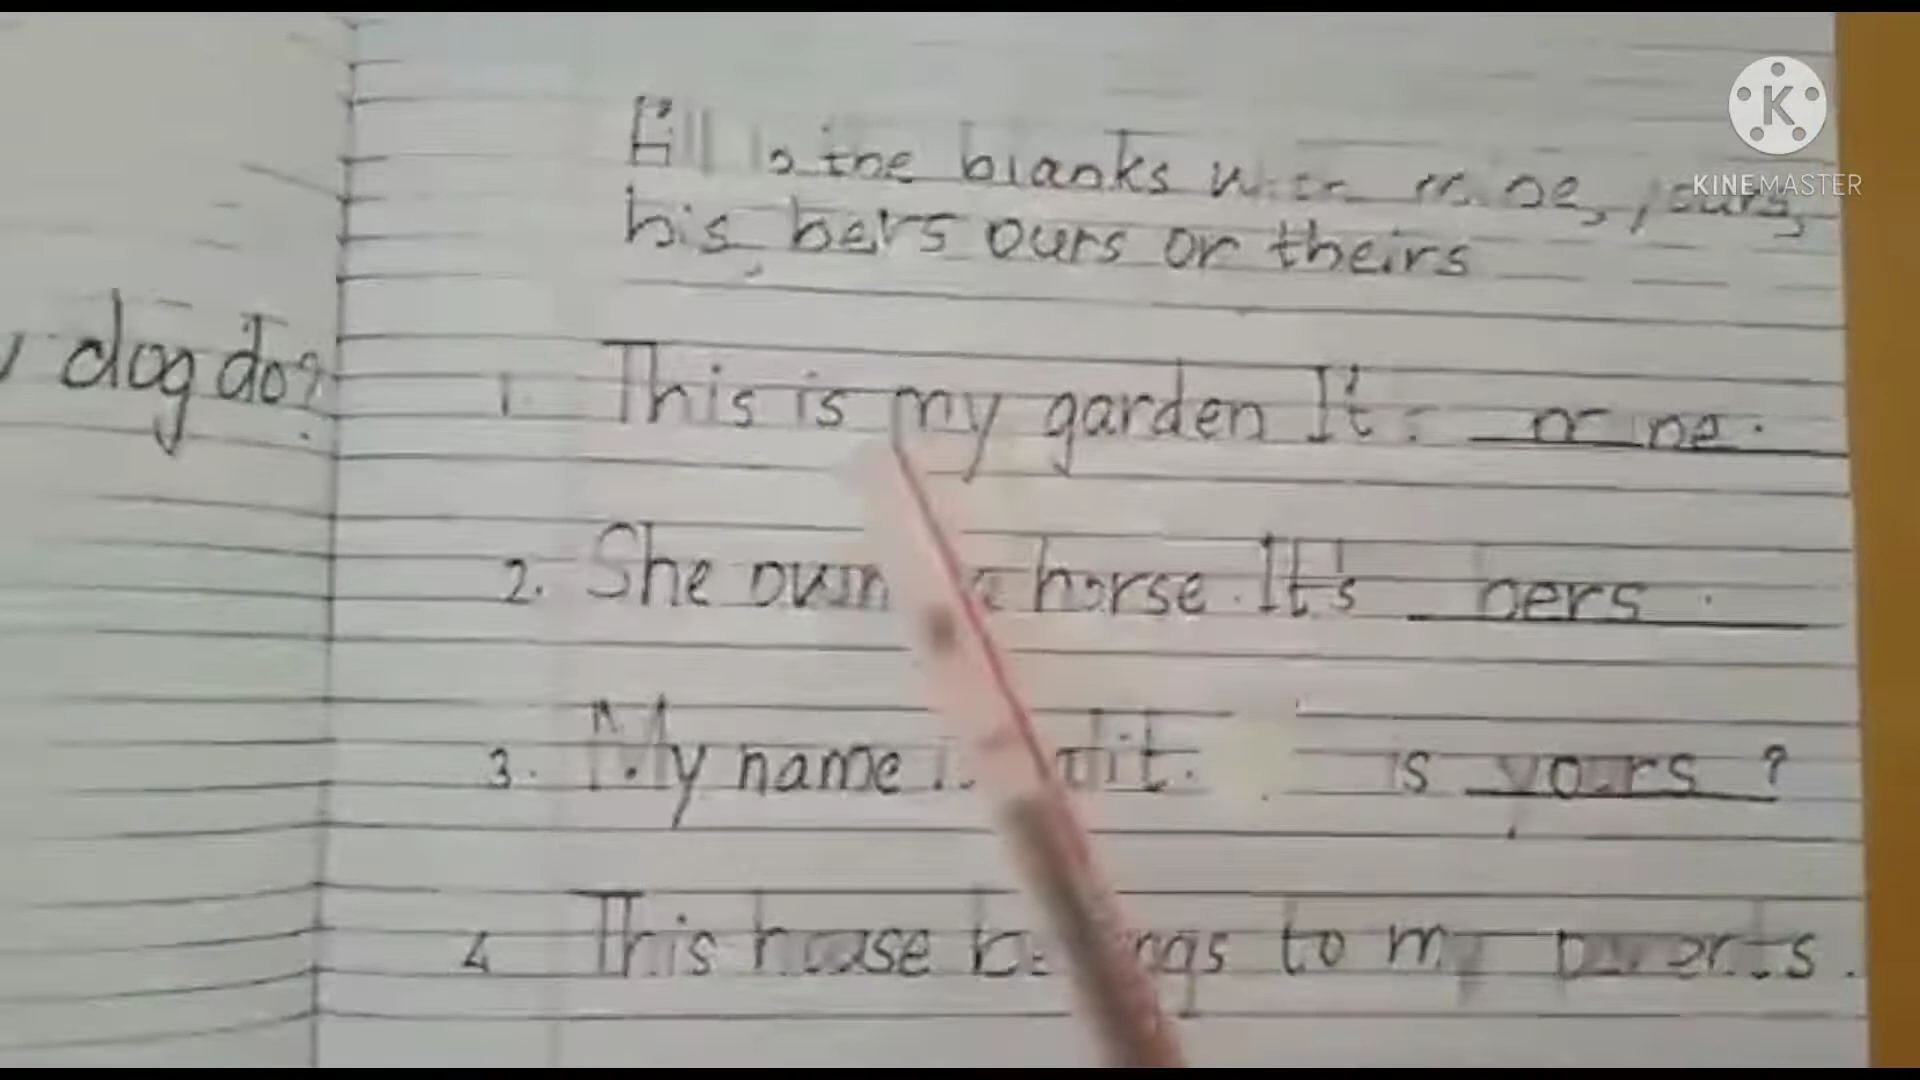 Fill in the blanks with mine, yours,
his, hers ours or theirs
dog do?
1. This is my garden It's mine.
2. She own a horse. It's hers.
3. My name is is yours?
4 This house belongs to my parents.
KINEMASTER